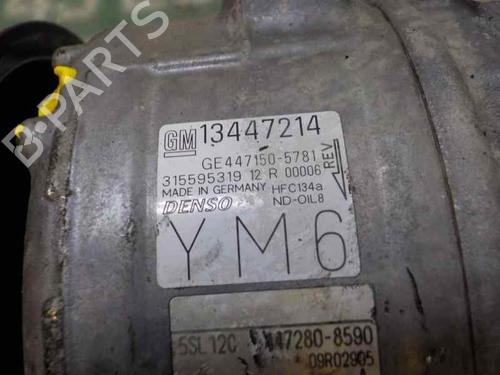 B-PARTS
GM 13447214
GE447150-5781
315595319 12 R 00006 REV
MADE IN GERMANY HFC134a
DENSO ND-OIL8
YM6
5SL12C 447280-8590
09R02905